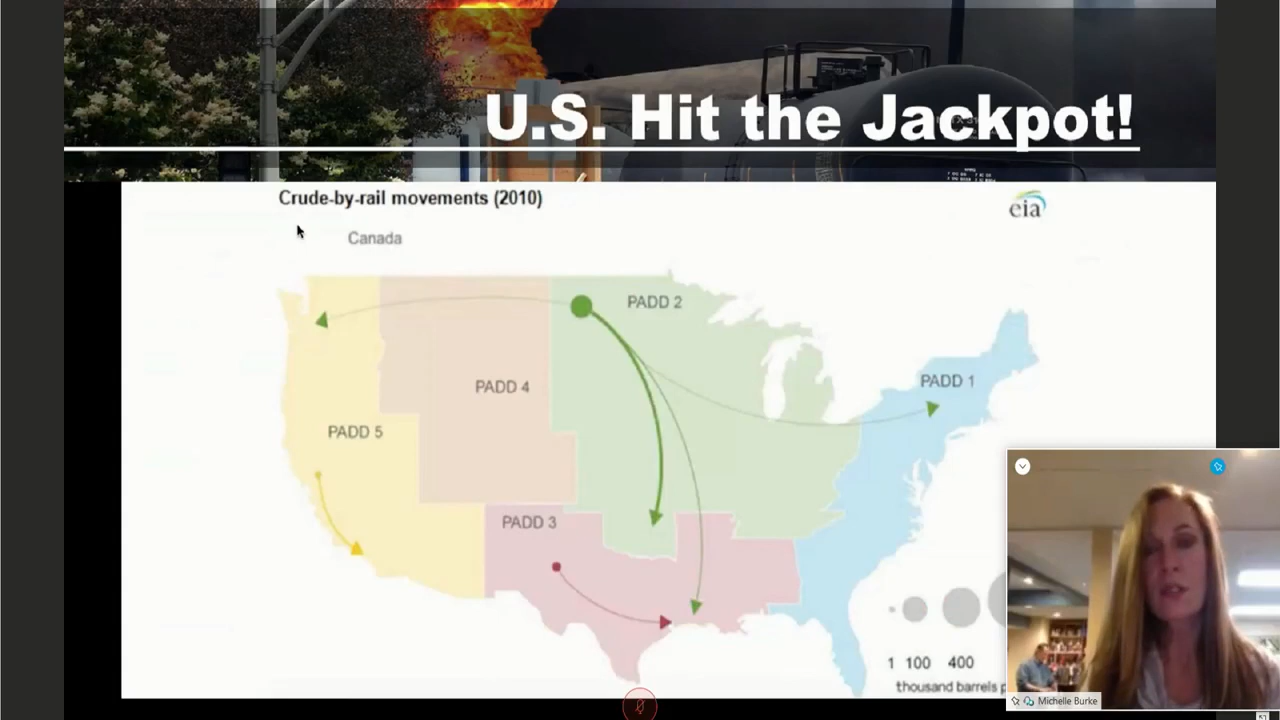 U.S. Hit the Jackpot!
Crude-by-rail movements (2010)
eia
Canada
PADD 2
PADD 1
PADD 4
PADD 5
PADD 3
1 100 400
thousand barrels p
Michelle Burke